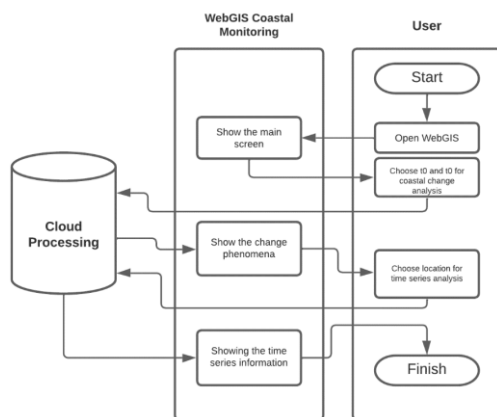 WebGIS Coastal
Monitoring
User
Start
Open WebGIS
Show the main
screen
Choose t0 and t0 for
coastal change
analysis
Cloud
Processing
Show the change
phenomena
Choose location for
time series analysis
Showing the time
series information
Finish